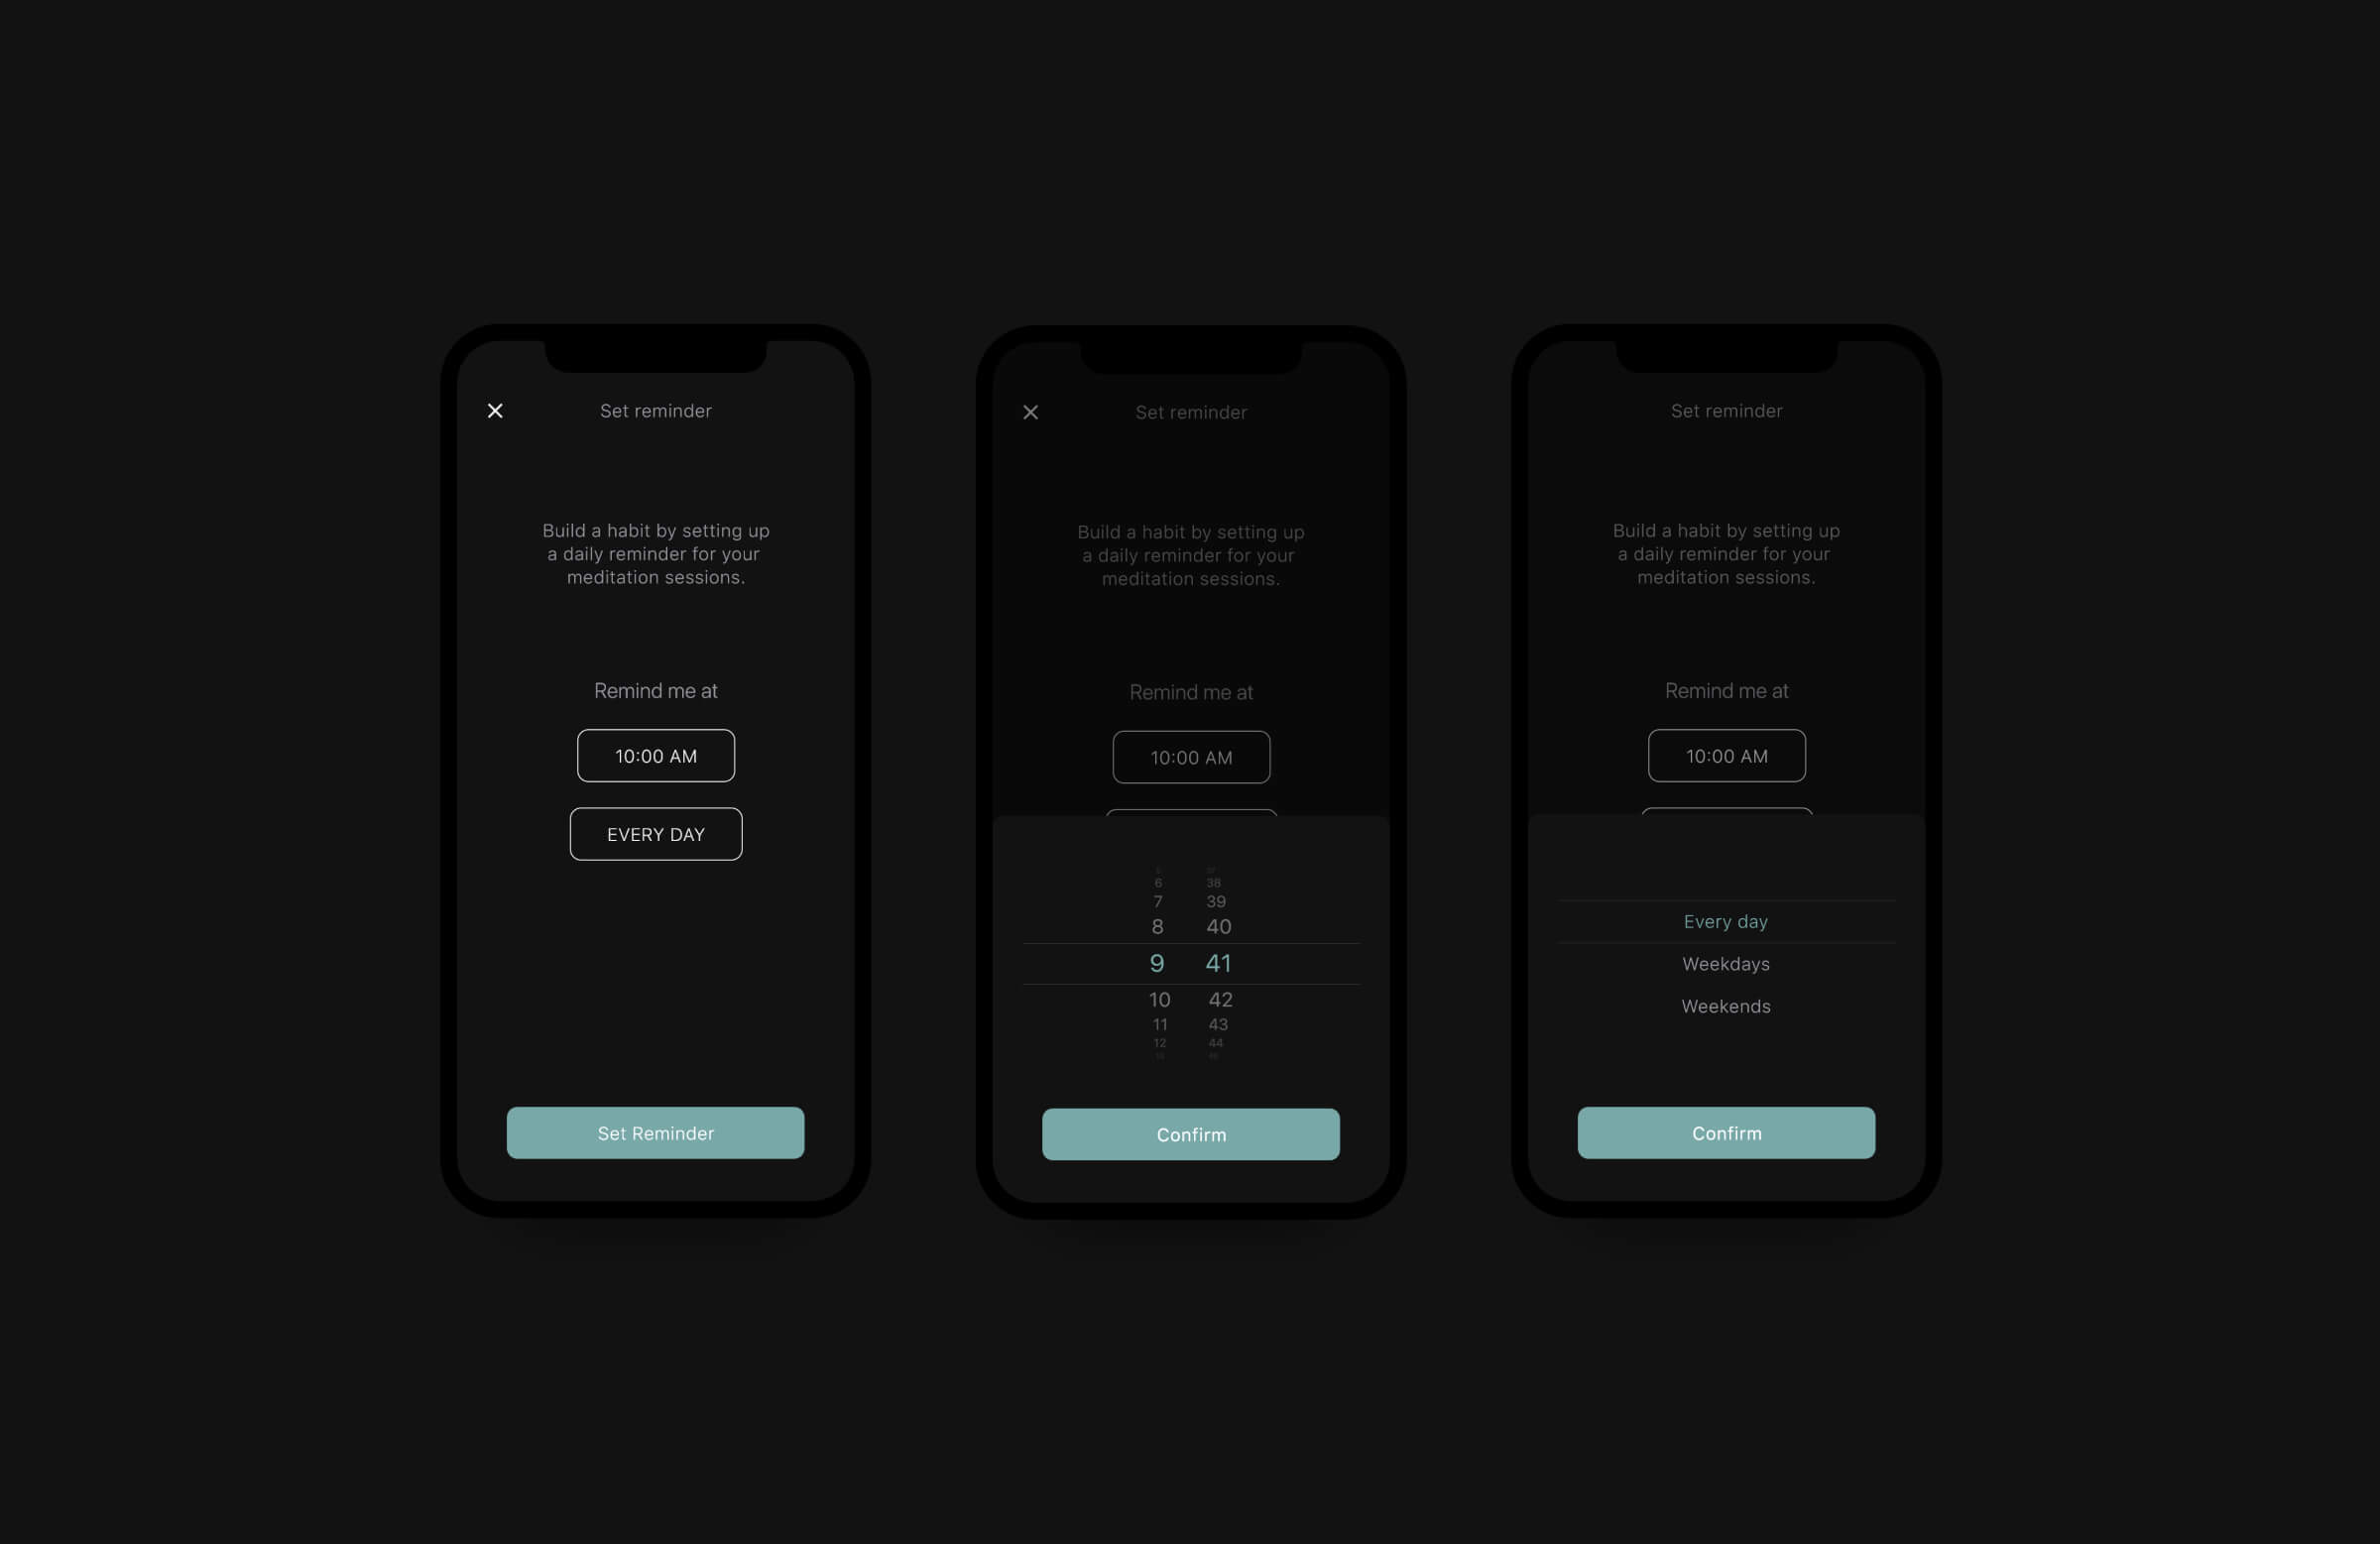 Set reminder
Build a habit by setting up
a daily reminder for your
meditation sessions.
Remind me at
10:00 AM
EVERY DAY
Set Reminder
Set reminder
Build a habit by setting up
a daily reminder for your
meditation sessions.
Remind me at
10:00 AM
6 38
7 39
8 40
9 41
10 42
11 43
12 44
Confirm
Set reminder
Build a habit by setting up
a daily reminder for your
meditation sessions.
Remind me at
10:00 AM
Every day
Weekdays
Weekends
Confirm